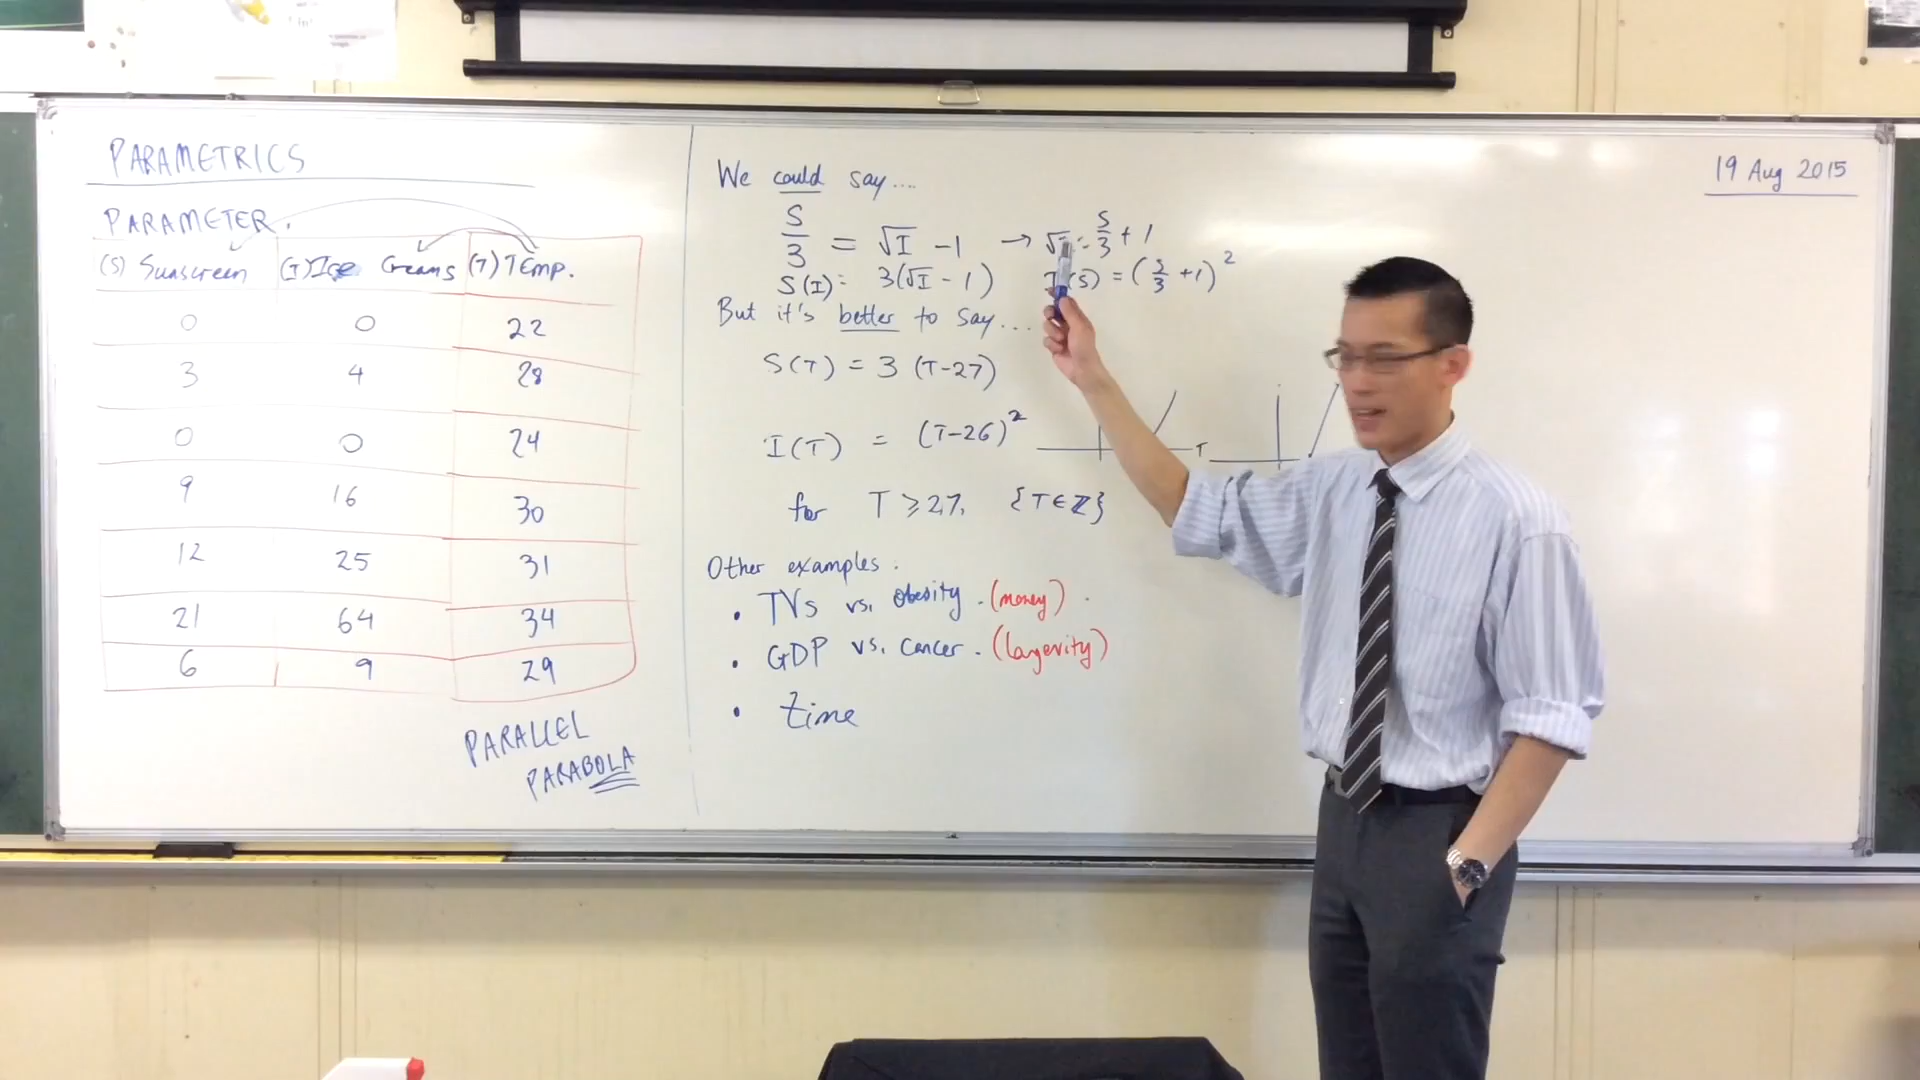 PARAMETRICS
PARAMETER.
(S) Sunscreen (I) Ice Creams (T) Temp.
0 0 22
3 4 28
0 0 24
9 16 30
12 25 31
21 64 34
6 9 29
PARALLEL
PARABOLA
We could say....
S/3 = √I - 1 → √I = S/3 + 1
S(I) = 3(√I - 1) I(S) = (S/3 + 1)²
But it's better to say...
S(T) = 3 (T-27)
I(T) = (T-26)²
T
for T ≥ 27, {T∈ℤ}
Other examples:
• TVs vs. obesity. (money)
• GDP vs. cancer. (longevity)
• time
19 Aug 2015